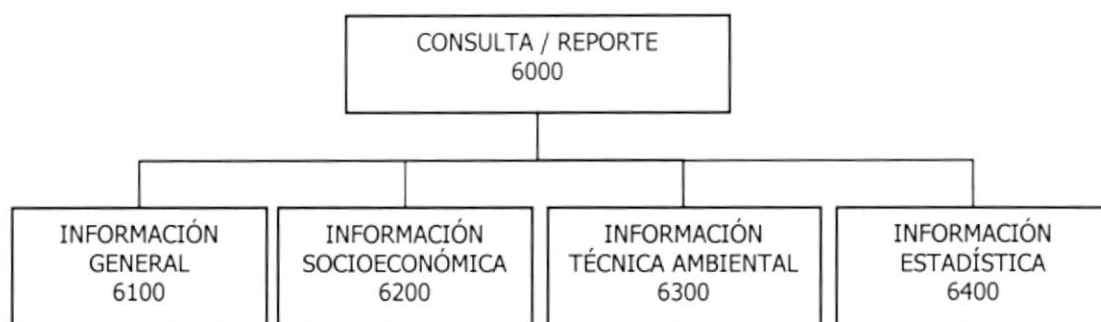 CONSULTA / REPORTE
6000
INFORMACIÓN
GENERAL
6100
INFORMACIÓN
SOCIOECONÓMICA
6200
INFORMACIÓN
TÉCNICA AMBIENTAL
6300
INFORMACIÓN
ESTADÍSTICA
6400